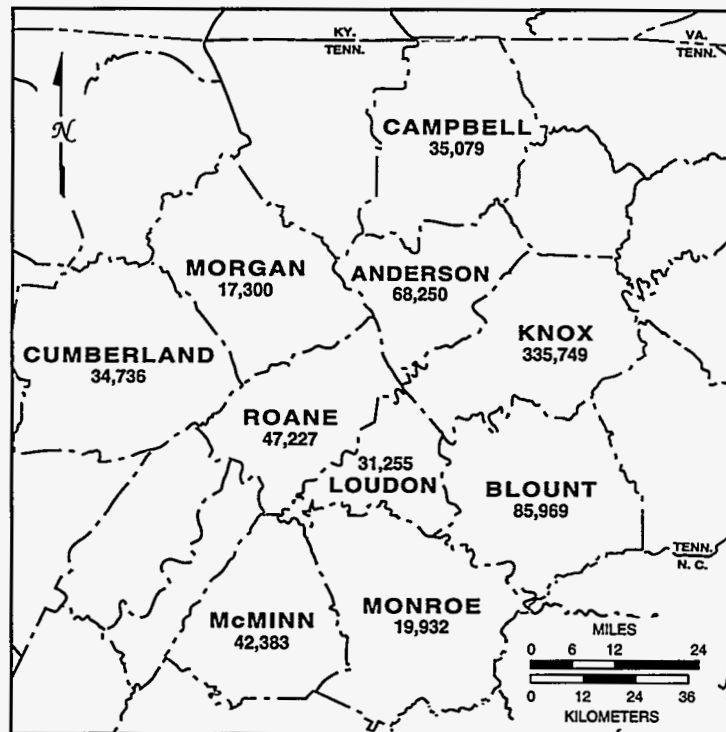 KY.
TENN.
VA.
TENN.
N
CAMPBELL
35,079
MORGAN
17,300
ANDERSON
68,250
KNOX
335,749
CUMBERLAND
34,736
ROANE
47,227
31,255
LOUDON
BLOUNT
85,969
TENN.
N. C.
McMINN
42,383
MONROE
19,932
MILES
0 6 12 24
0 12 24 36
KILOMETERS